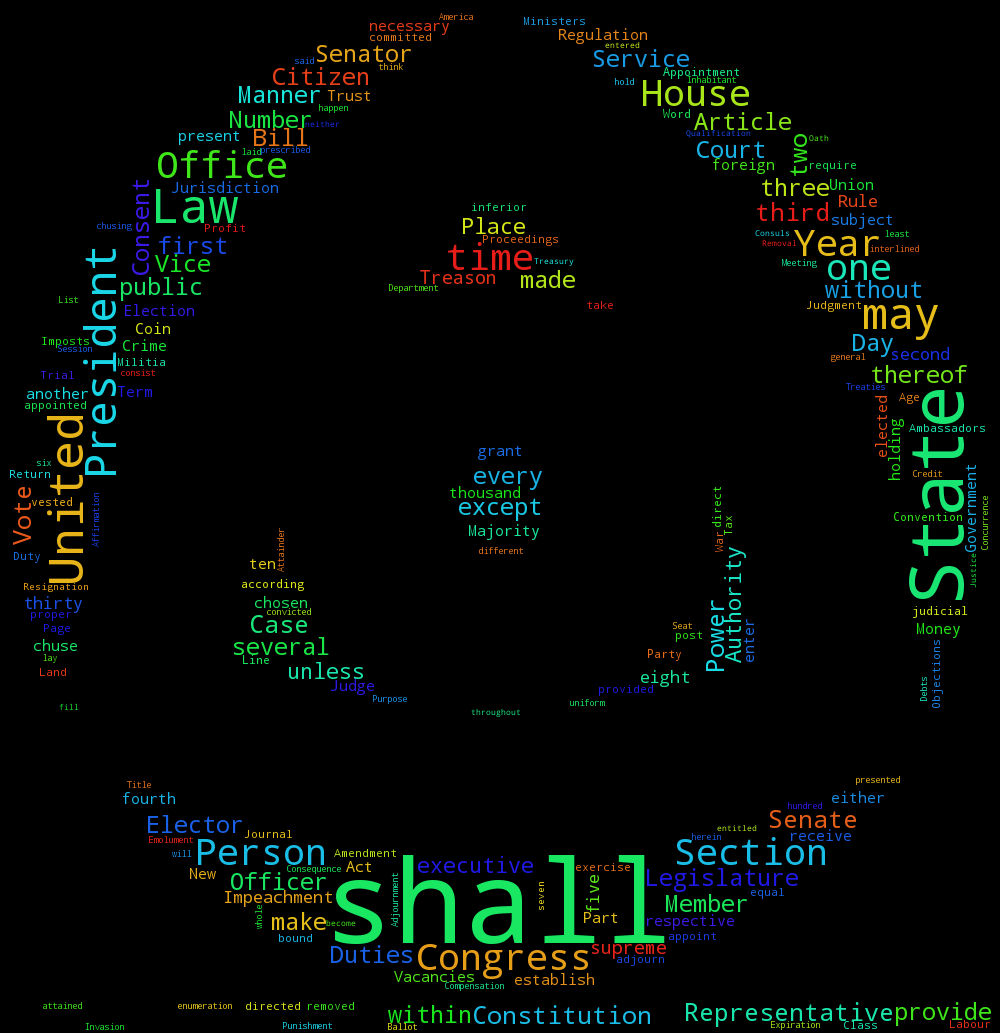 America
necessary
Ministers
committed
Regulation
entered
Senator
said
think
Service
Citizen
hold
Appointment
Inhabitant
Manner
Trust
House
happen
Word
Number
neither
Article
present
Bill
Qualification
Oath
laid
prescribed
Court
two
Office
foreign
require
Jurisdiction
three
Union
Law
Consent
inferior
third
Rule
subject
chusing
Profit
Place
Consuls
least
first
Proceedings
Removal
Year
interlined
time
Treasury
Vice
Meeting
one
President
Treason
made
public
Department
without
List
Election
take
Judgment
may
Coin
Imposts
Session
Crime
Day
second
general
Militia
consist
Trial
thereof
another
Term
Treaties
appointed
elected
Age
State
United
Ambassadors
holding
grant
six
Return
every
Credit
Government
thousand
Vote
vested
Affirmation
except
direct
Convention
Concurrence
Majority
War
Tax
Duty
Attainder
different
ten
Authority
Justice
Resignation
according
thirty
chosen
convicted
Power
judicial
proper
Page
Case
Seat
post
enter
Money
chuse
several
lay
Line
Party
Objections
Land
unless
eight
Judge
provided
Debts
Purpose
uniform
fill
throughout
Title
presented
fourth
either
hundred
Elector
Journal
Senate
entitled
Emolument
herein
receive
will
Person
Amendment
Section
Consequence
Act
executive
exercise
New
Officer
Adjournment
shall
seven
five
Legislature
equal
Impeachment
Member
whole
make
become
Part
respective
bound
appoint
Duties
Congress
supreme
adjourn
Vacancies
Compensation
establish
attained
enumeration
directed
removed
within
Constitution
Representative
provide
Invasion
Punishment
Ballot
Expiration
Class
Labour